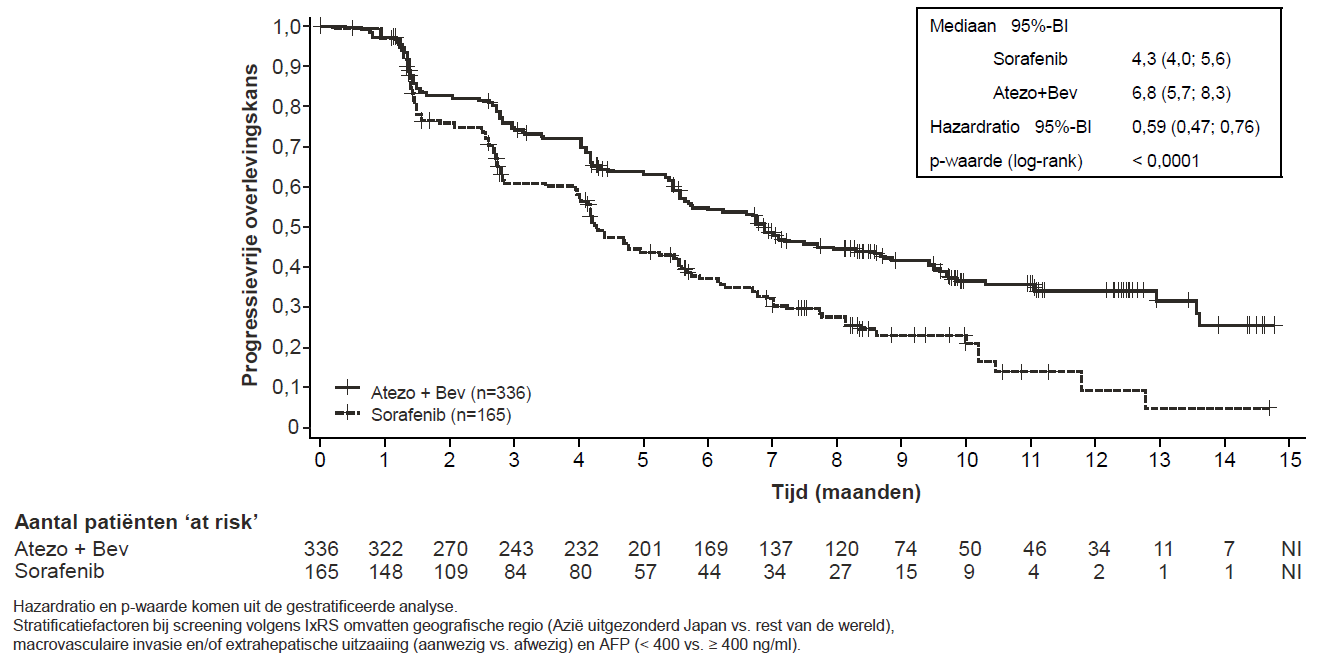 Progressievrije overlevingskans
1,0
0,9
0,8
0,7
0,6
0,5
0,4
0,3
0,2
0,1
0
Mediaan 95%-BI
Sorafenib 4,3 (4,0; 5,6)
Atezo+Bev 6,8 (5,7; 8,3)
Hazardratio 95%-BI 0,59 (0,47; 0,76)
p-waarde (log-rank) < 0,0001
Atezo + Bev (n=336)
Sorafenib (n=165)
0 1 2 3 4 5 6 7 8 9 10 11 12 13 14 15
Tijd (maanden)
Aantal patiënten ‘at risk’
Atezo + Bev 336 322 270 243 232 201 169 137 120 74 50 46 34 11 7 NI
Sorafenib 165 148 109 84 80 57 44 34 27 15 9 4 2 1 1 NI
Hazardratio en p-waarde komen uit de gestratificeerde analyse.
Stratificatiefactoren bij screening volgens IxRS omvatten geografische regio (Azië uitgezonderd Japan vs. rest van de wereld),
macrovasculaire invasie en/of extrahepatische uitzaaiing (aanwezig vs. afwezig) en AFP (< 400 vs. ≥ 400 ng/ml).